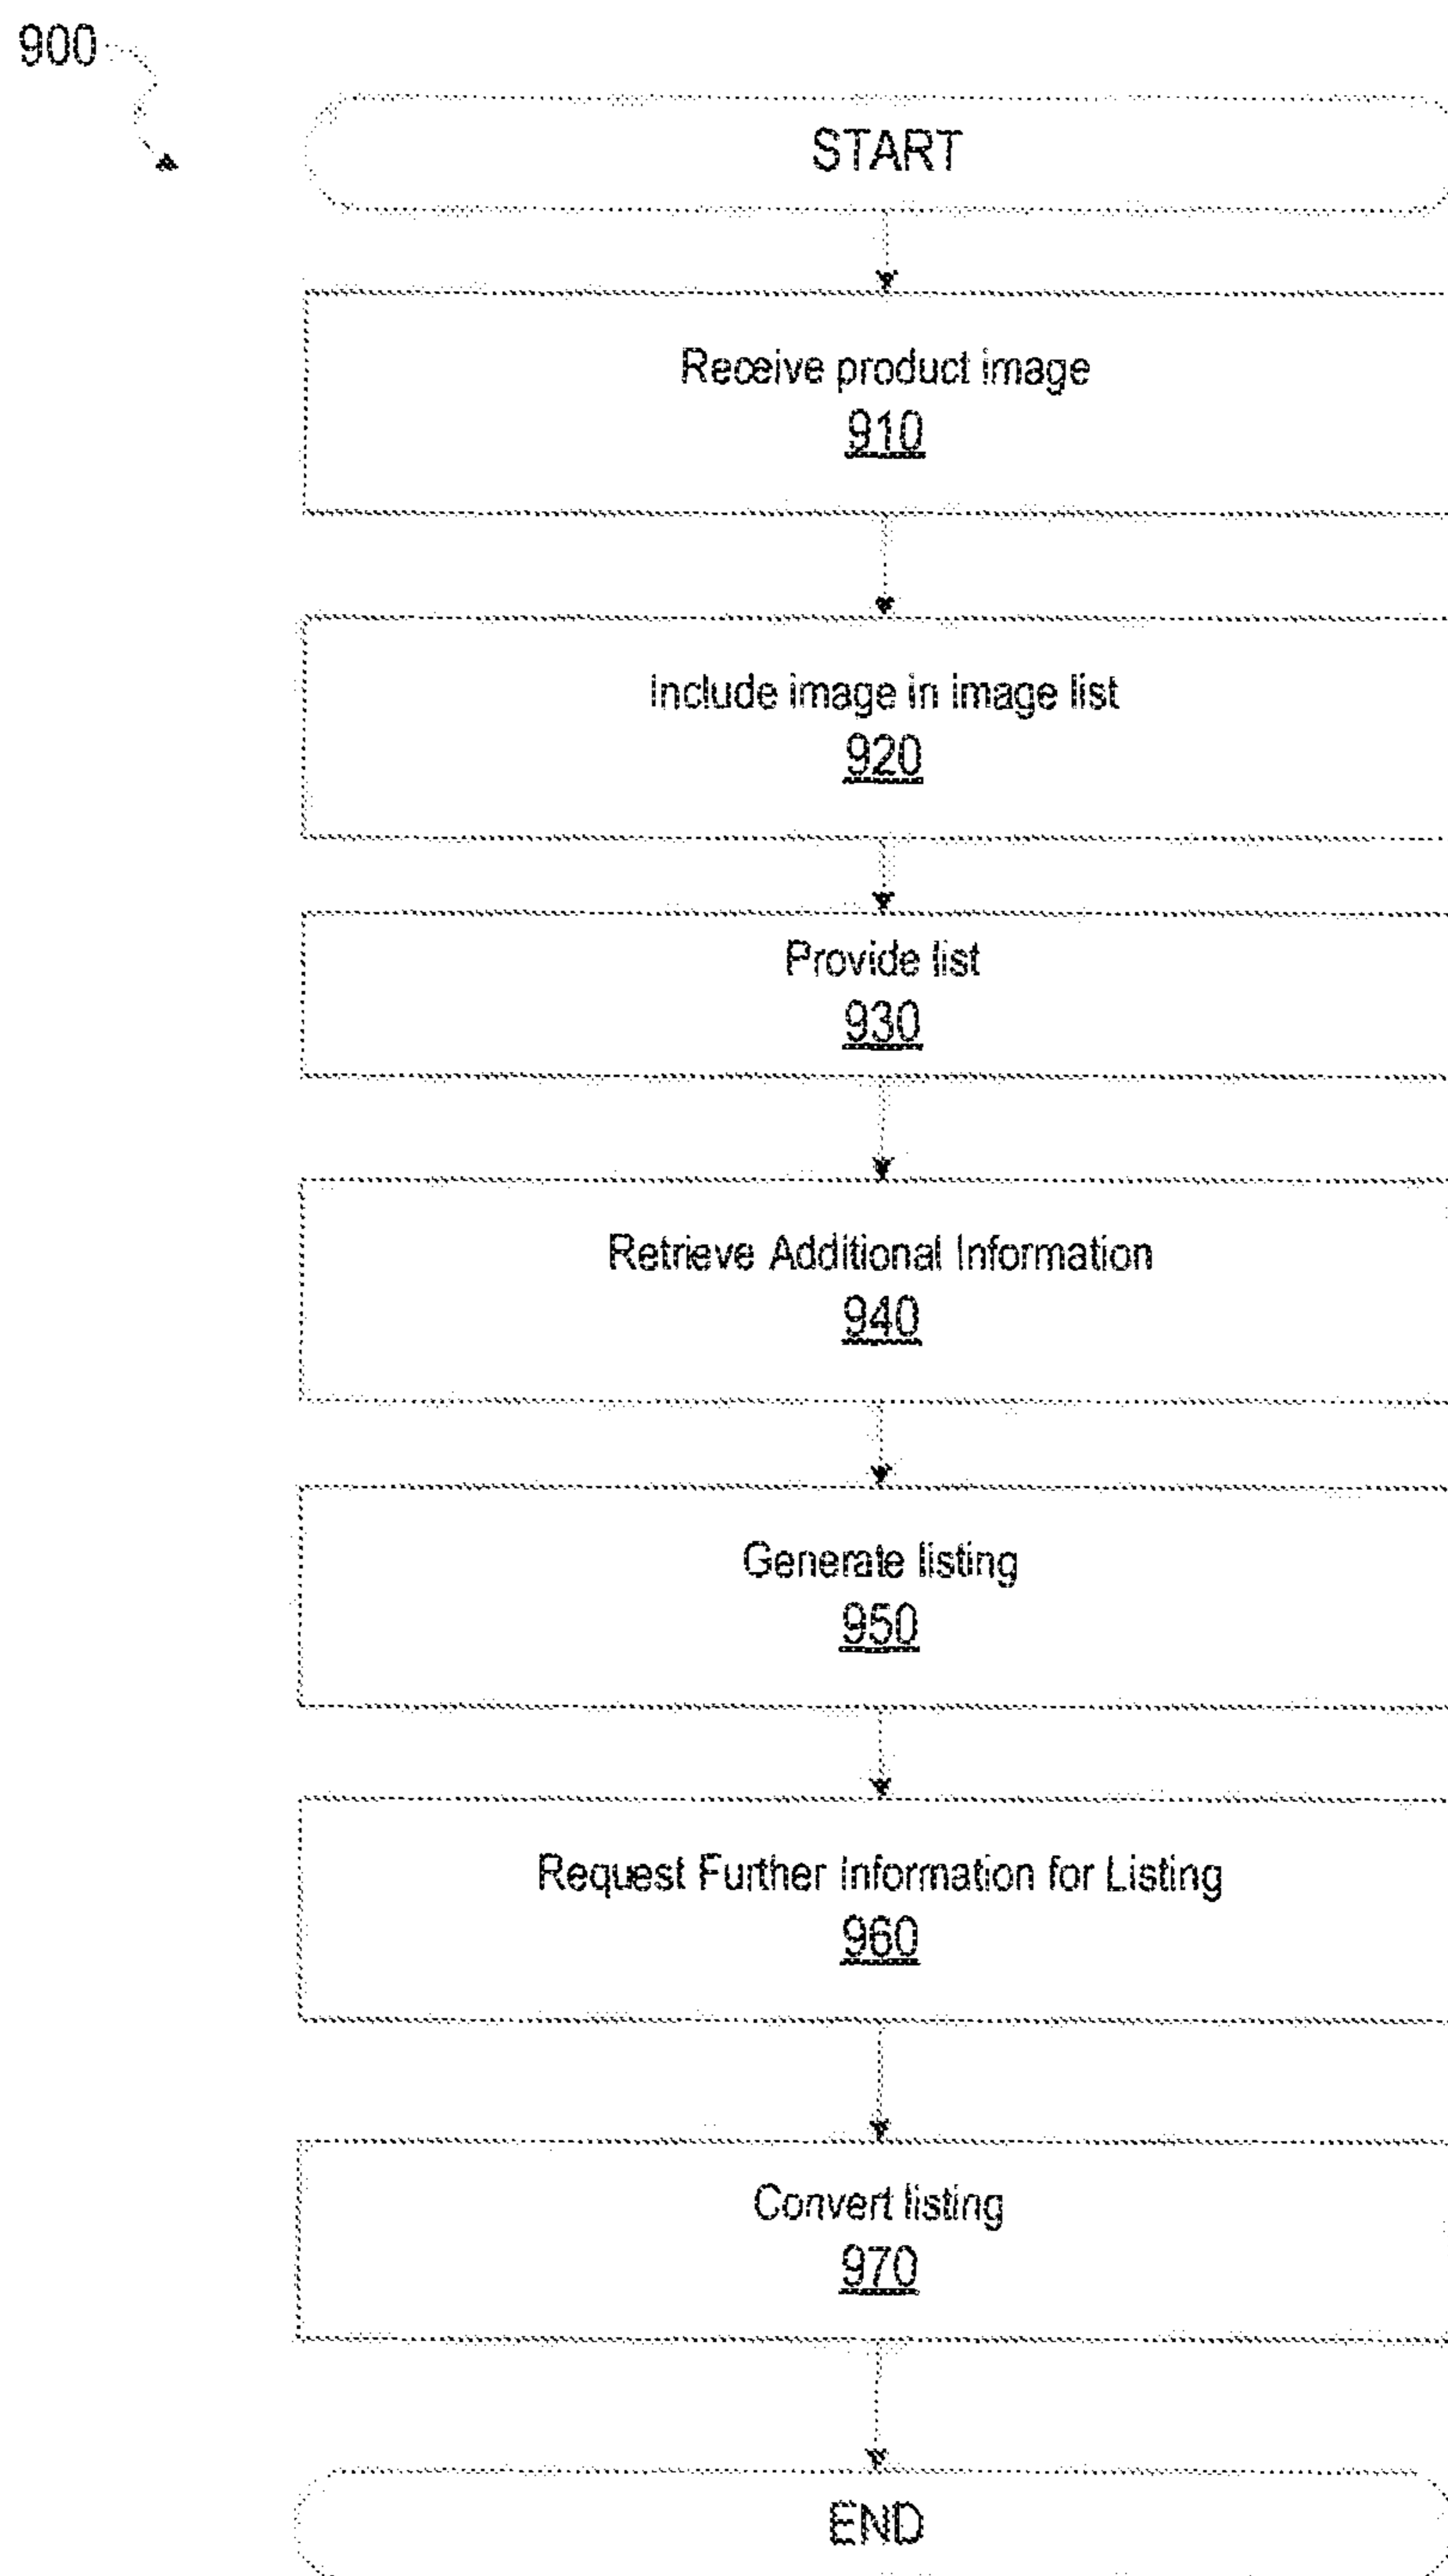 900
START
Receive product image
910
Include image in image list
920
Provide list
930
Retrieve Additional Information
940
Generate listing
950
Request Further Information for Listing
960
Convert listing
970
END